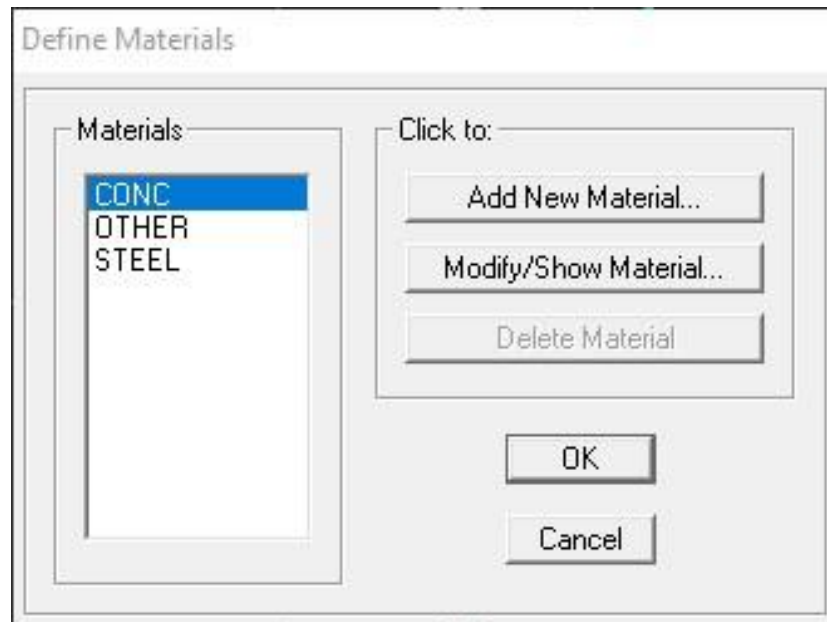 Define Materials
Materials
CONC
OTHER
STEEL
Click to:
Add New Material...
Modify/Show Material...
Delete Material
OK
Cancel